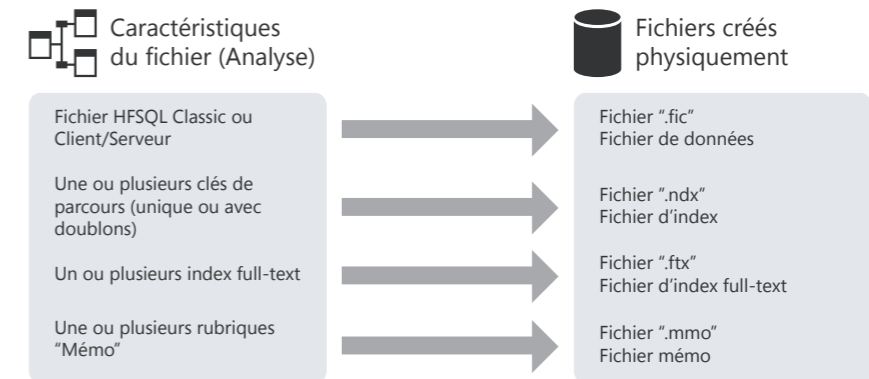 Caractéristiques
du fichier (Analyse)
Fichiers créés
physiquement
Fichier HFSQL Classic ou
Client/Serveur
Fichier ".fic"
Fichier de données
Une ou plusieurs clés de
parcours (unique ou avec
doublons)
Fichier ".ndx"
Fichier d'index
Un ou plusieurs index full-text
Fichier ".ftx"
Fichier d'index full-text
Une ou plusieurs rubriques
"Mémo"
Fichier ".mmo"
Fichier mémo